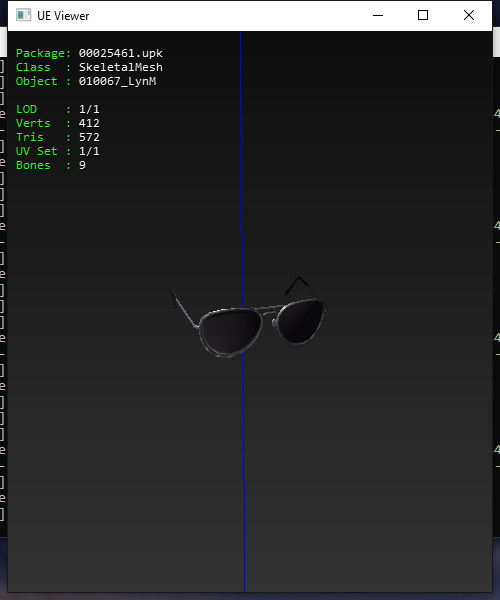 UE Viewer
Package: 00025461.upk
Class  : SkeletalMesh
Object : 010067_LynM
LOD    : 1/1
Verts  : 412
Tris   : 572
UV Set : 1/1
Bones  : 9